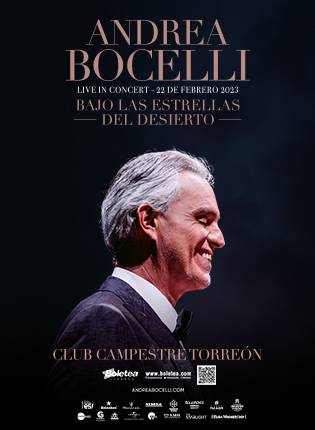 ANDREA
BOCELLI
LIVE IN CONCERT - 22 DE FEBRERO 2023
BAJO LAS ESTRELLAS
DEL DESIERTO
CLUB CAMPESTRE TORREÓN
Boletea
www.boletea.com
ANDREABOCELLI.COM
STARLIGHT